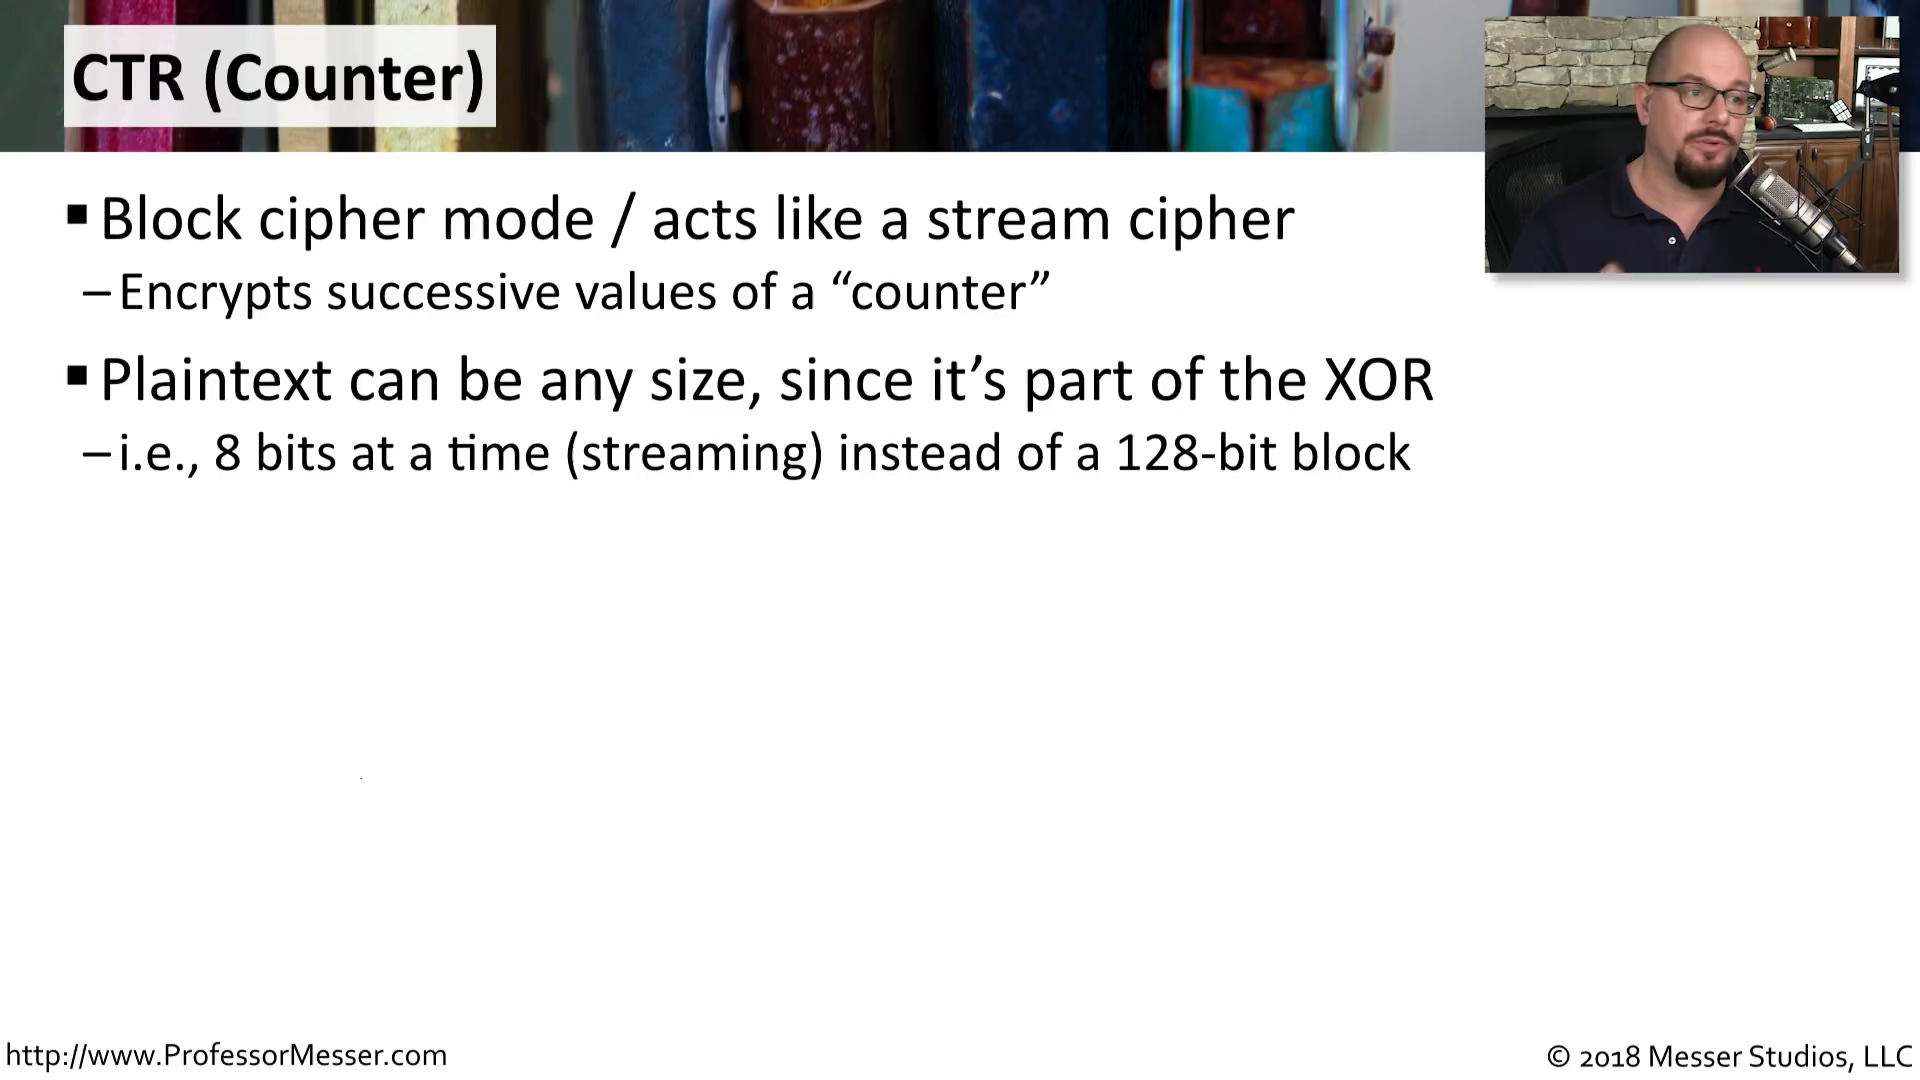 CTR (Counter)
▪ Block cipher mode / acts like a stream cipher
– Encrypts successive values of a “counter”
▪ Plaintext can be any size, since it’s part of the XOR
– i.e., 8 bits at a time (streaming) instead of a 128-bit block
http://www.ProfessorMesser.com
© 2018 Messer Studios, LLC